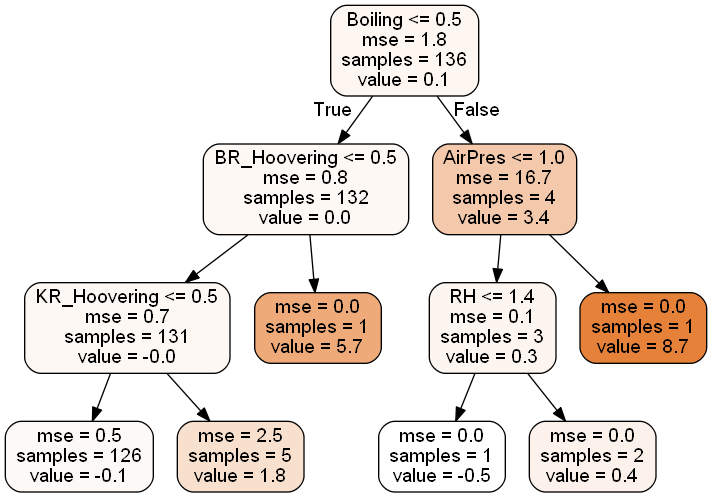 Boiling <= 0.5
mse = 1.8
samples = 136
value = 0.1
True
False
BR_Hoovering <= 0.5
mse = 0.8
samples = 132
value = 0.0
AirPres <= 1.0
mse = 16.7
samples = 4
value = 3.4
KR_Hoovering <= 0.5
mse = 0.7
samples = 131
value = -0.0
mse = 0.0
samples = 1
value = 5.7
RH <= 1.4
mse = 0.1
samples = 3
value = 0.3
mse = 0.0
samples = 1
value = 8.7
mse = 0.5
samples = 126
value = -0.1
mse = 2.5
samples = 5
value = 1.8
mse = 0.0
samples = 1
value = -0.5
mse = 0.0
samples = 2
value = 0.4